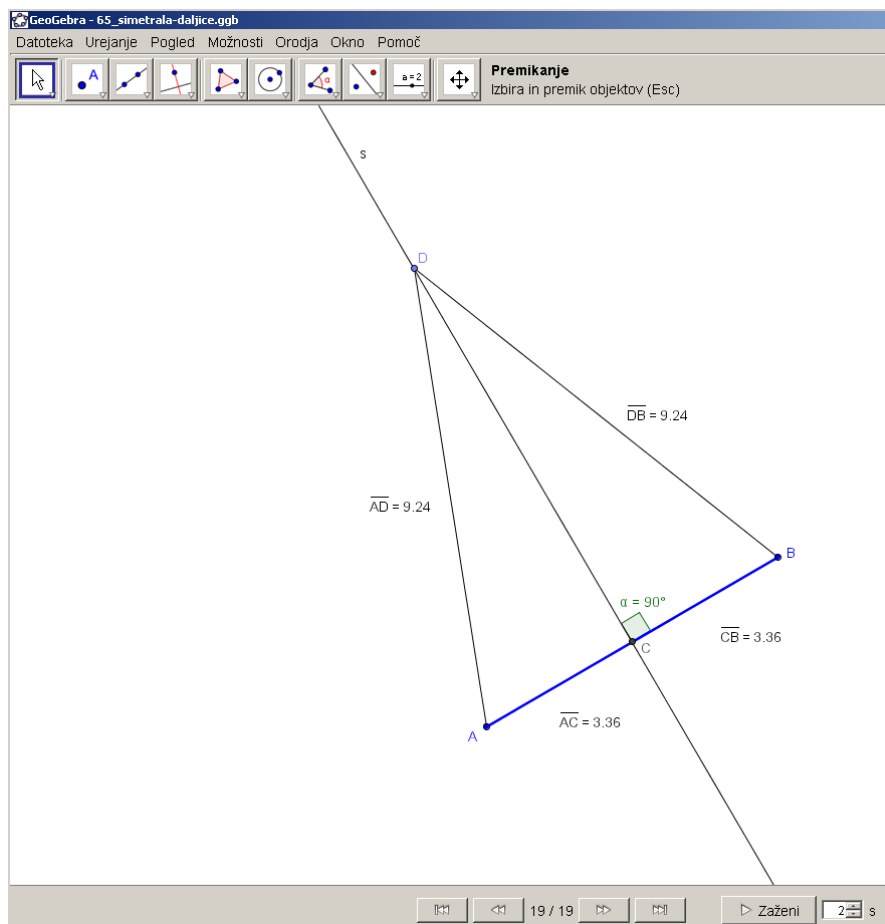 GeoGebra - 65_simetrala-daljice.ggb
Datoteka Urejanje Pogled Možnosti Orodja Okno Pomoč
A
α
a = 2
Premikanje
Izbira in premik objektov (Esc)
s
D
DB = 9.24
AD = 9.24
B
α = 90°
CB = 3.36
C
AC = 3.36
A
19 / 19
Zaženi
2 s